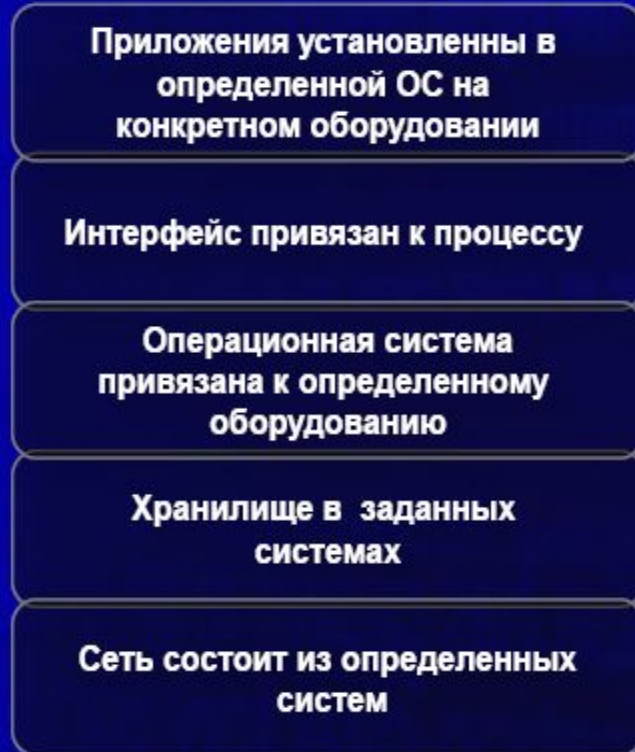 Приложения установленны в
определенной ОС на
конкретном оборудовании
Интерфейс привязан к процессу
Операционная система
привязана к определенному
оборудованию
Хранилище в  заданных
системах
Сеть состоит из определенных
систем